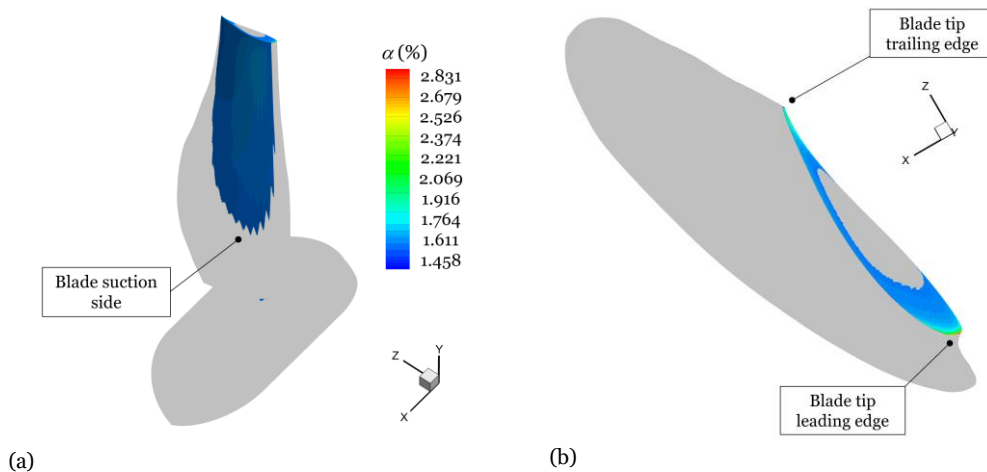 α (%)
2.831
2.679
2.526
2.374
2.221
2.069
1.916
1.764
1.611
1.458
Blade suction
side
Y
Z
X
(a)
Blade tip
trailing edge
Z
Y
X
Blade tip
leading edge
(b)